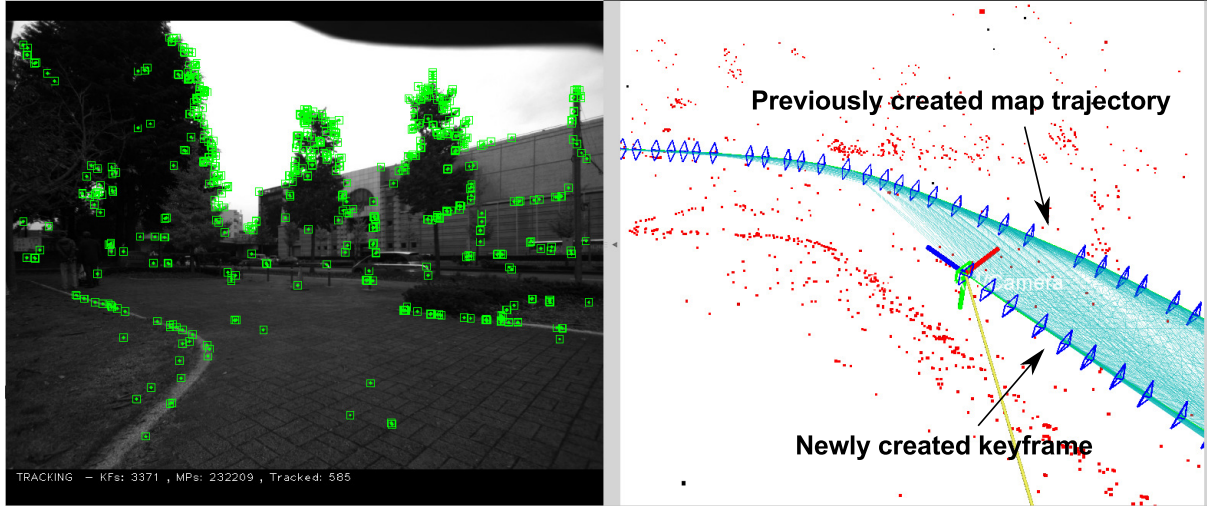 Previously created map trajectory
camera
Newly created keyframe
TRACKING – KFs: 3371 , MPs: 232209 , Tracked: 585